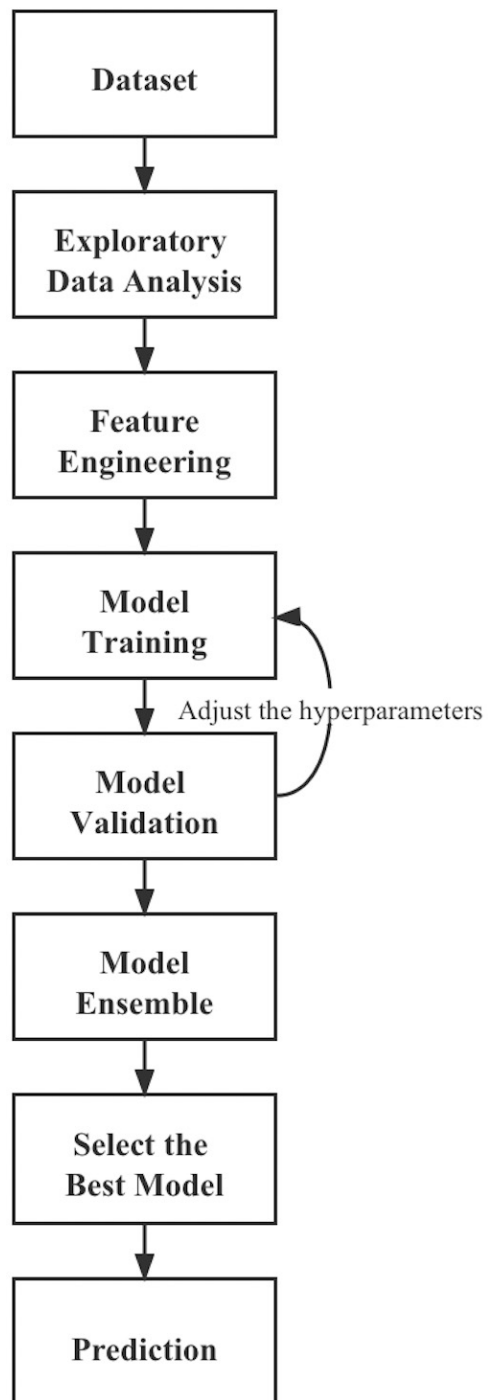 Dataset
Exploratory
Data Analysis
Feature
Engineering
Model
Training
Adjust the hyperparameters
Model
Validation
Model
Ensemble
Select the
Best Model
Prediction